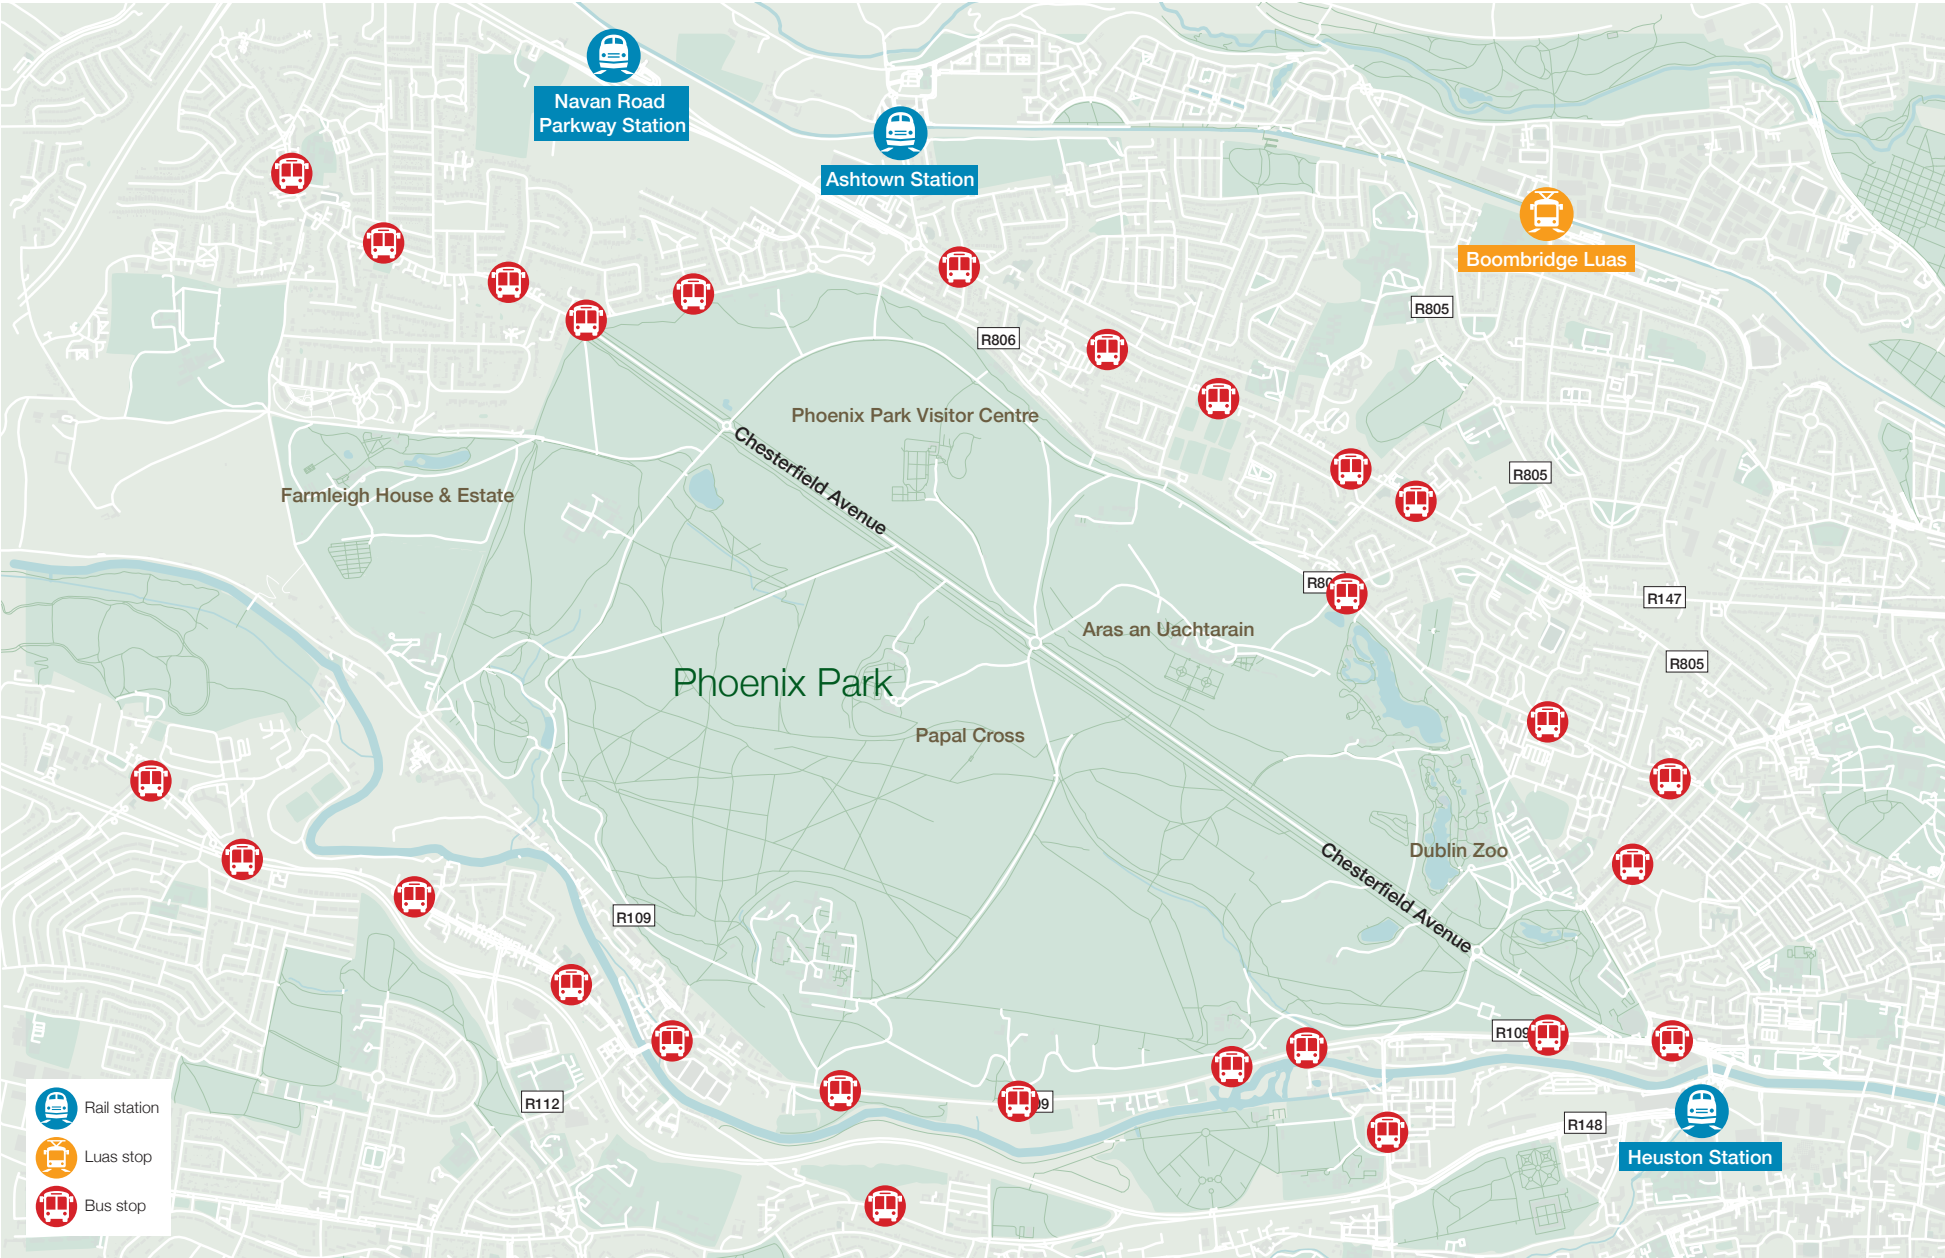 Navan Road
Parkway Station
Ashtown Station
Boombridge Luas
R805
R806
Phoenix Park Visitor Centre
Chesterfield Avenue
R805
Farmleigh House & Estate
R147
Aras an Uachtarain
R805
Phoenix Park
Papal Cross
Dublin Zoo
Chesterfield Avenue
R109
R109
R112
R148
Heuston Station
Rail station
Luas stop
Bus stop